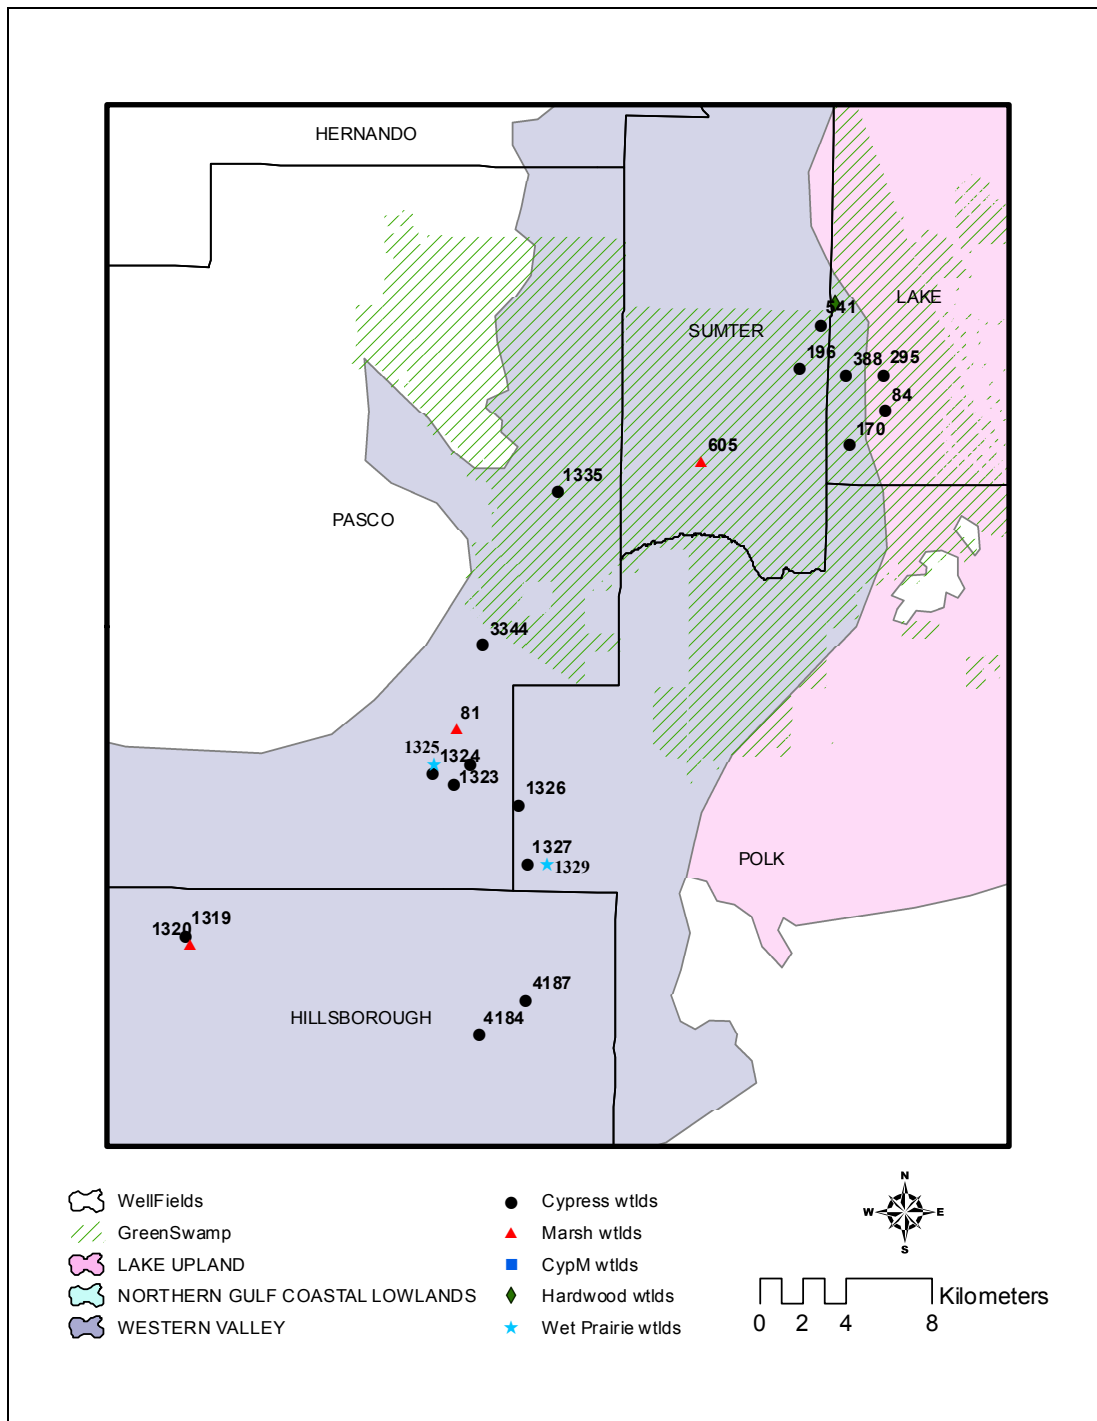 HERNANDO
LAKE
541
SUMTER
196
388
295
84
170
605
1335
PASCO
3344
81
1325
1324
1323
1326
1327
1329
POLK
1319
1320
4187
HILLSBOROUGH
4184
WellFields
GreenSwamp
LAKE UPLAND
NORTHERN GULF COASTAL LOWLANDS
WESTERN VALLEY
Cypress wtlds
Marsh wtlds
CypM wtlds
Hardwood wtlds
Wet Prairie wtlds
N
W
E
S
Kilometers
0 2 4 8